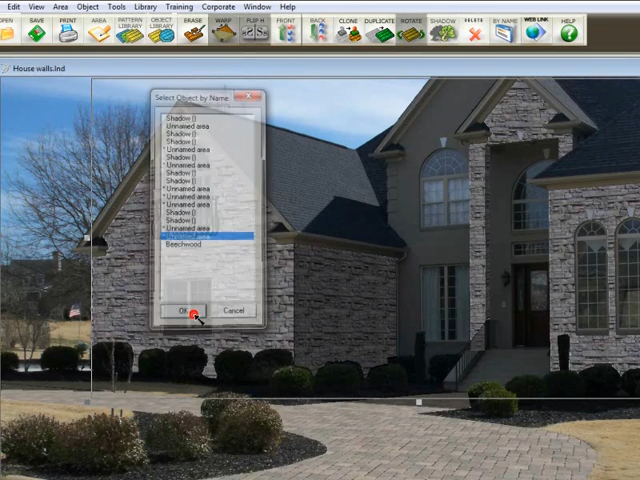 Edit View Area Object Tools Library Training Corporate Window Help
OPEN SAVE PRINT AREA PATTERN LIBRARY OBJECT LIBRARY ERASE WARP FLIP H FRONT BACK CLONE DUPLICATE ROTATE SHADOW DELETE BY NAME WEB LINK HELP
House walls.lnd
Select Object by Name
Shadow []
Unnamed area
Shadow []
Shadow []
* Unnamed area
Shadow []
* Unnamed area
Shadow []
Shadow []
* Unnamed area
* Unnamed area
* Unnamed area
Shadow []
Shadow []
* Unnamed area
Beechwood
OK Cancel